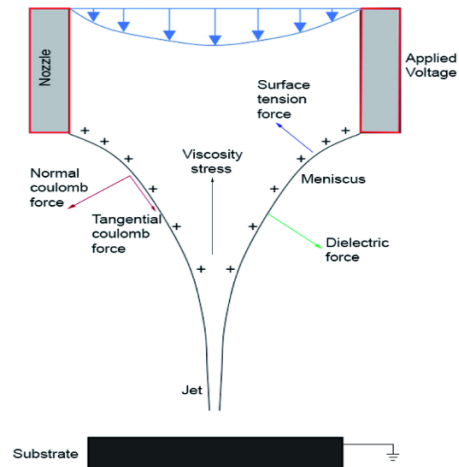 Nozzle
Applied
Voltage
Surface
tension
force
Viscosity
stress
Meniscus
Normal
coulomb
force
Tangential
coulomb
force
Dielectric
force
Jet
Substrate